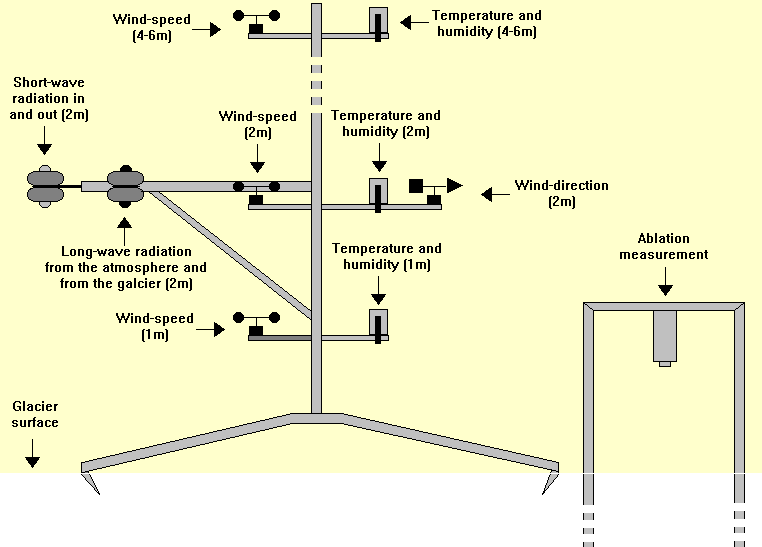 Wind-speed
(4-6m)
Temperature and
humidity (4-6m)
Short-wave
radiation in
and out (2m)
Wind-speed
(2m)
Temperature and
humidity (2m)
Wind-direction
(2m)
Long-wave radiation
from the atmosphere and
from the galcier (2m)
Temperature and
humidity (1m)
Ablation
measurement
Wind-speed
(1m)
Glacier
surface